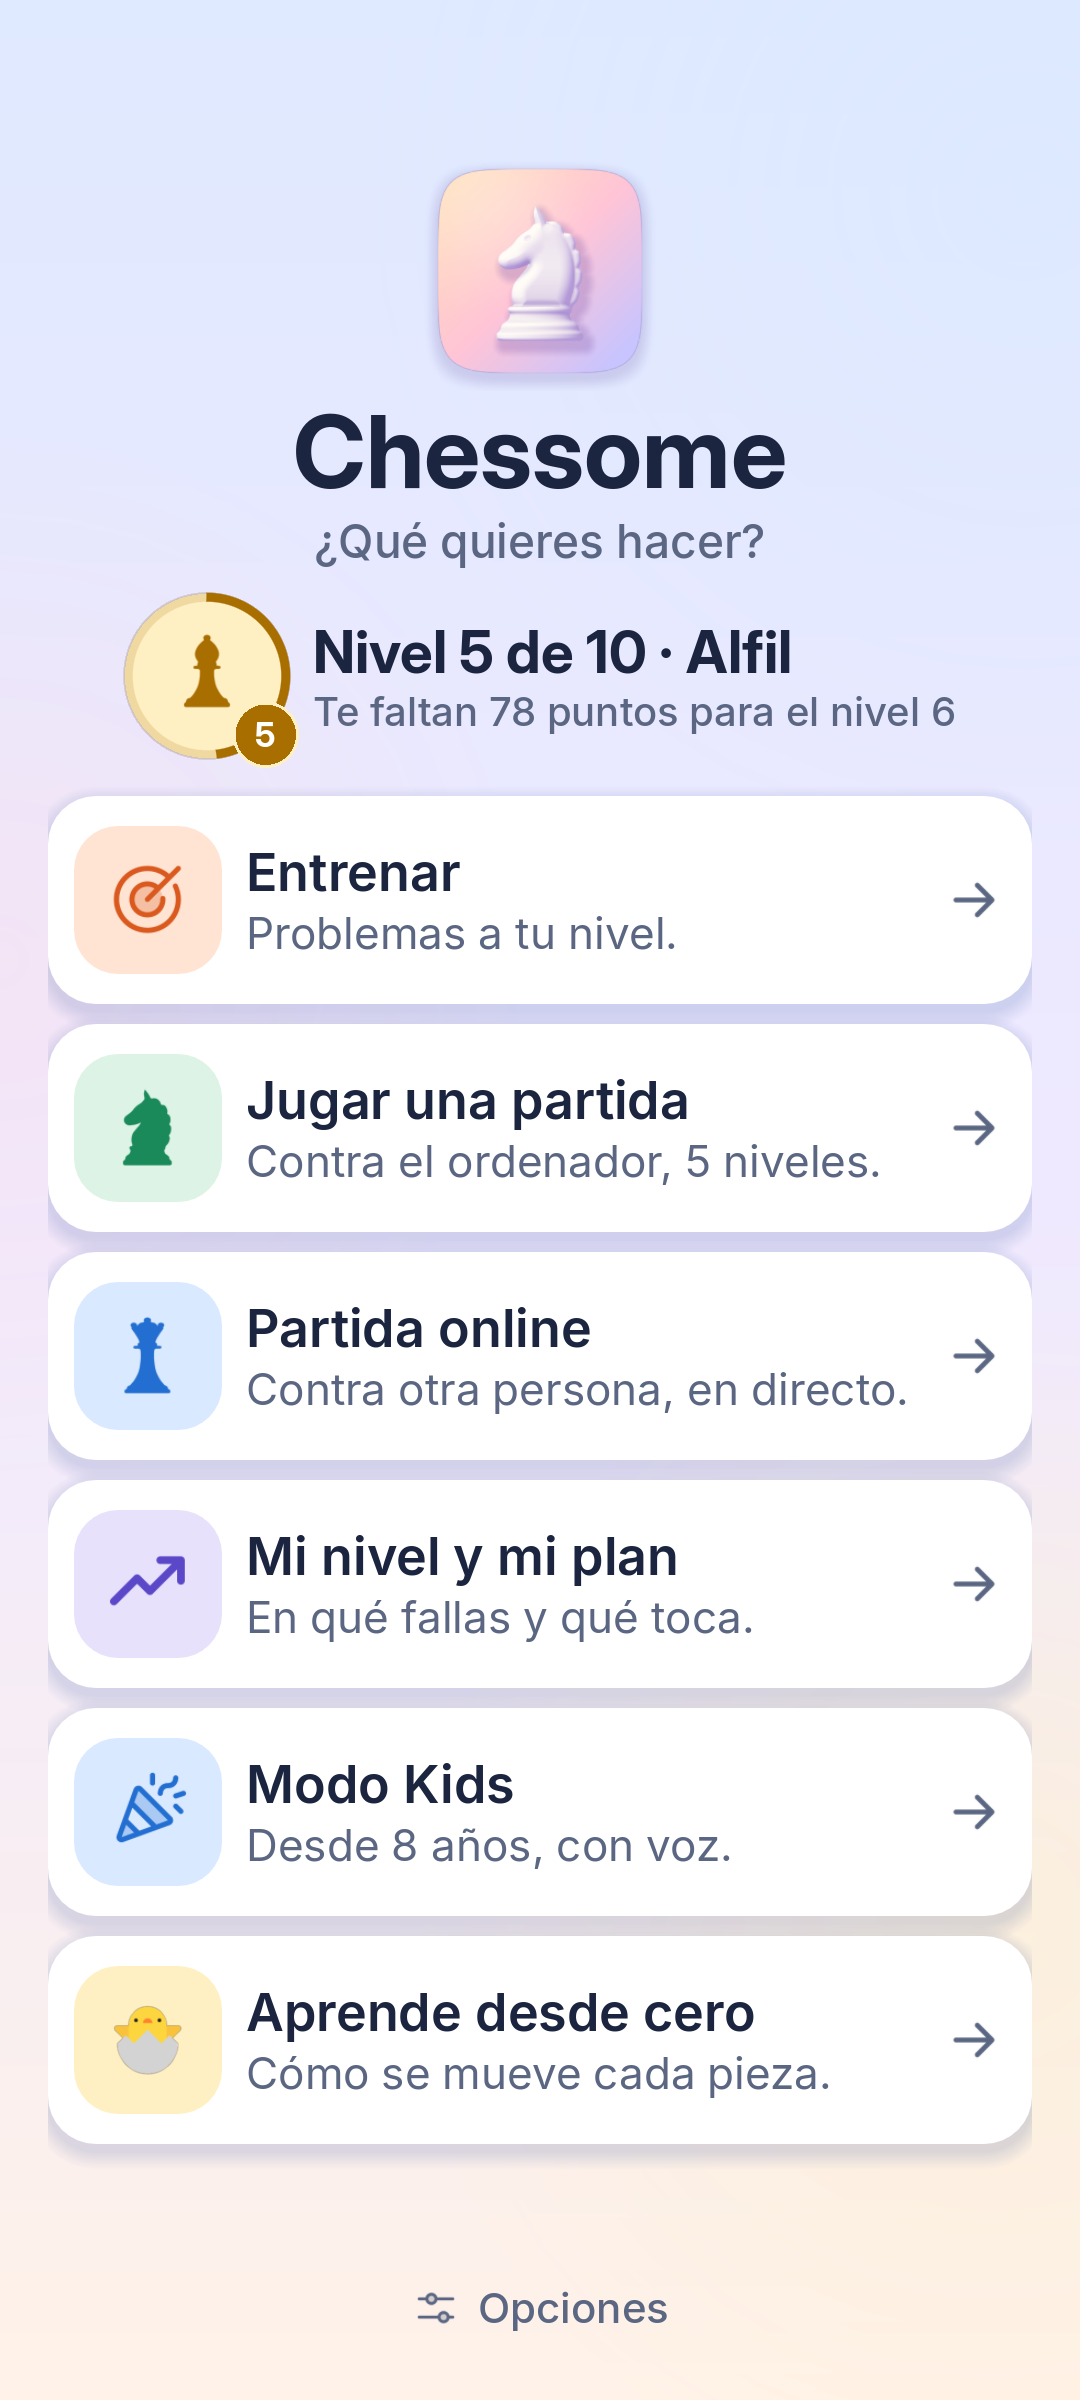 Chessome
¿Qué quieres hacer?
Nivel 5 de 10 · Alfil
Te faltan 78 puntos para el nivel 6
5
Entrenar
Problemas a tu nivel.
Jugar una partida
Contra el ordenador, 5 niveles.
Partida online
Contra otra persona, en directo.
Mi nivel y mi plan
En qué fallas y qué toca.
Modo Kids
Desde 8 años, con voz.
Aprende desde cero
Cómo se mueve cada pieza.
Opciones